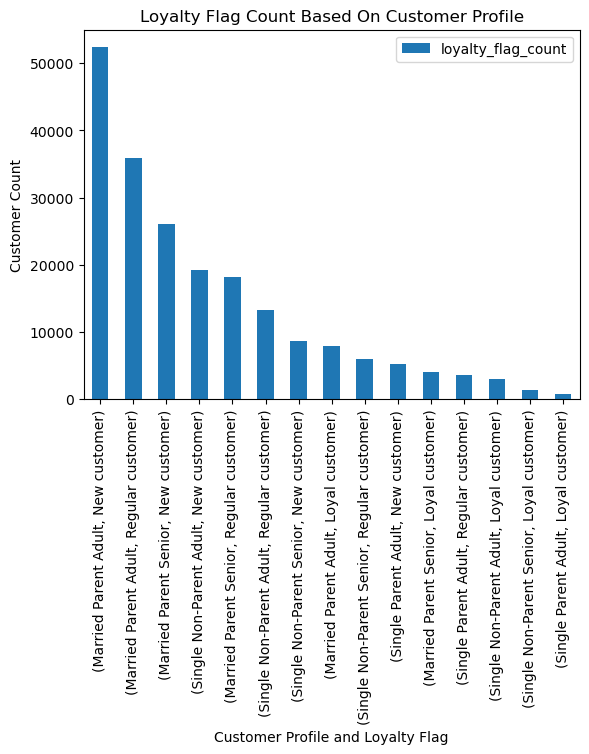 Loyalty Flag Count Based On Customer Profile
loyalty_flag_count
Customer Count
50000
40000
30000
20000
10000
0
(Married Parent Adult, New customer)
(Married Parent Adult, Regular customer)
(Married Parent Senior, New customer)
(Single Non-Parent Adult, New customer)
(Married Parent Senior, Regular customer)
(Single Non-Parent Adult, Regular customer)
(Single Non-Parent Senior, New customer)
(Married Parent Adult, Loyal customer)
(Single Non-Parent Senior, Regular customer)
(Single Parent Adult, New customer)
(Married Parent Senior, Loyal customer)
(Single Parent Adult, Regular customer)
(Single Non-Parent Adult, Loyal customer)
(Single Non-Parent Senior, Loyal customer)
(Single Parent Adult, Loyal customer)
Customer Profile and Loyalty Flag